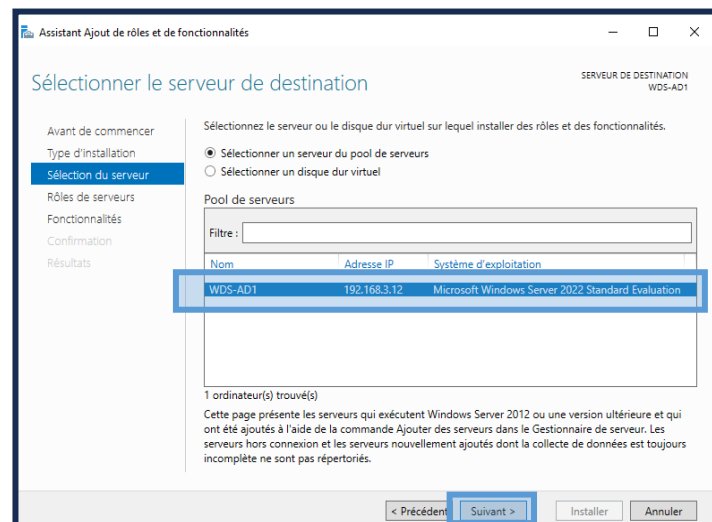 Assistant Ajout de rôles et de fonctionnalités
Sélectionner le serveur de destination
SERVEUR DE DESTINATION
WDS-AD1
Avant de commencer
Type d'installation
Sélection du serveur
Rôles de serveurs
Fonctionnalités
Confirmation
Résultats
Sélectionnez le serveur ou le disque dur virtuel sur lequel installer des rôles et des fonctionnalités.
Sélectionner un serveur du pool de serveurs
Sélectionner un disque dur virtuel
Pool de serveurs
Filtre :
Nom Adresse IP Système d'exploitation
WDS-AD1 192.168.3.12 Microsoft Windows Server 2022 Standard Evaluation
1 ordinateur(s) trouvé(s)
Cette page présente les serveurs qui exécutent Windows Server 2012 ou une version ultérieure et qui
ont été ajoutés à l'aide de la commande Ajouter des serveurs dans le Gestionnaire de serveur. Les
serveurs hors connexion et les serveurs nouvellement ajoutés dont la collecte de données est toujours
incomplète ne sont pas répertoriés.
< Précédent Suivant > Installer Annuler